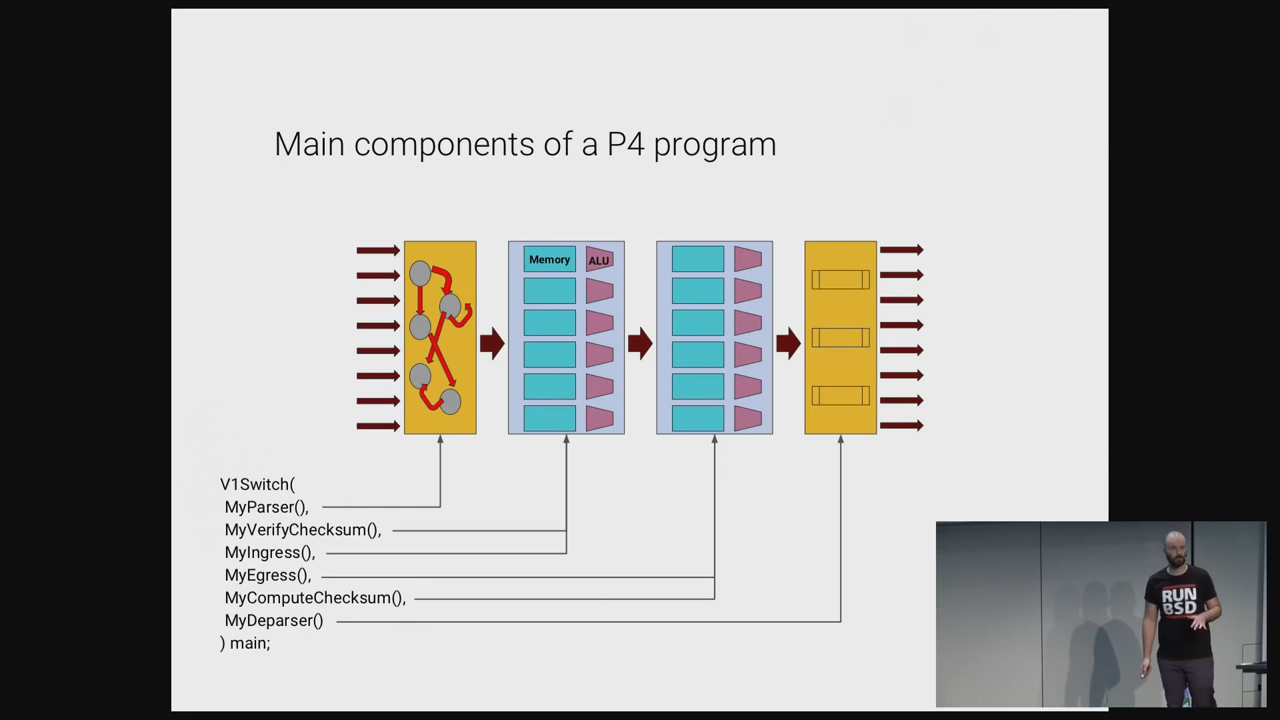 Main components of a P4 program
Memory
ALU
V1Switch(
MyParser(),
MyVerifyChecksum(),
MyIngress(),
MyEgress(),
MyComputeChecksum(),
MyDeparser()
) main;
RUN
BSD